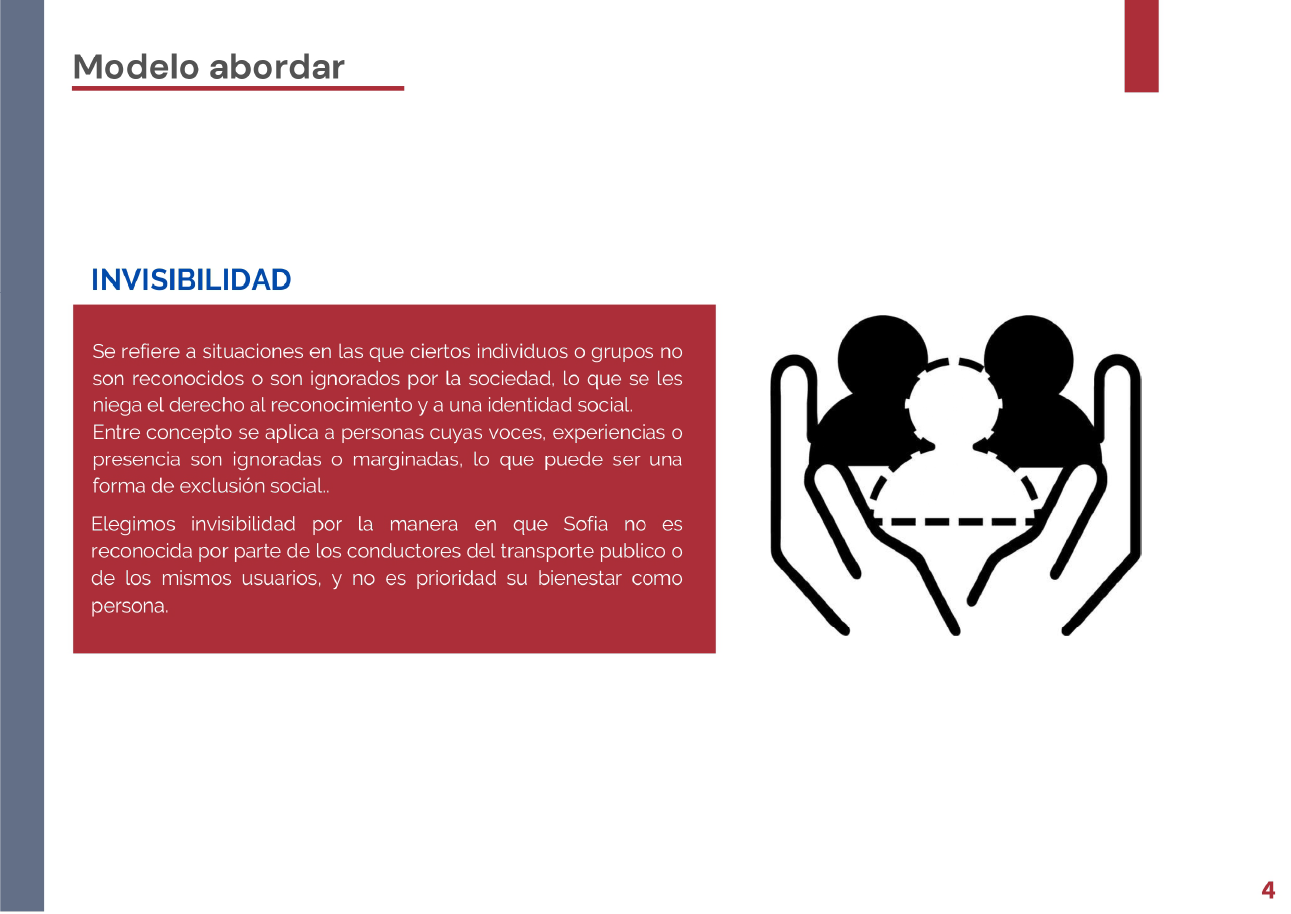 Modelo abordar
INVISIBILIDAD
Se refiere a situaciones en las que ciertos individuos o grupos no
son reconocidos o son ignorados por la sociedad, lo que se les
niega el derecho al reconocimiento y a una identidad social.
Entre concepto se aplica a personas cuyas voces, experiencias o
presencia son ignoradas o marginadas, lo que puede ser una
forma de exclusión social..
Elegimos invisibilidad por la manera en que Sofia no es
reconocida por parte de los conductores del transporte publico o
de los mismos usuarios, y no es prioridad su bienestar como
persona.
4